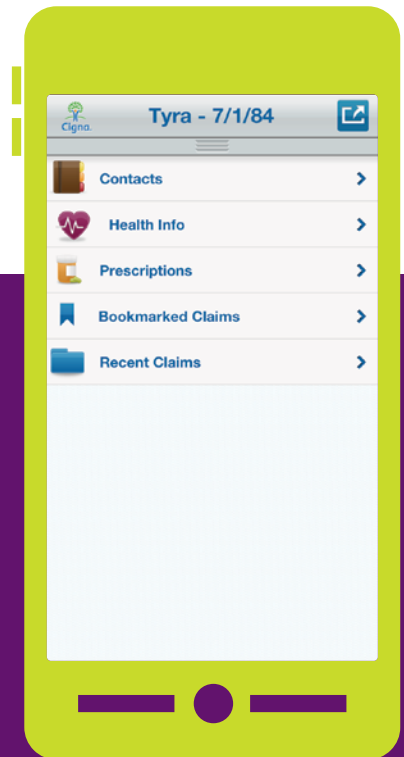 Cigna.
Tyra - 7/1/84
Contacts
Health Info
Prescriptions
Bookmarked Claims
Recent Claims